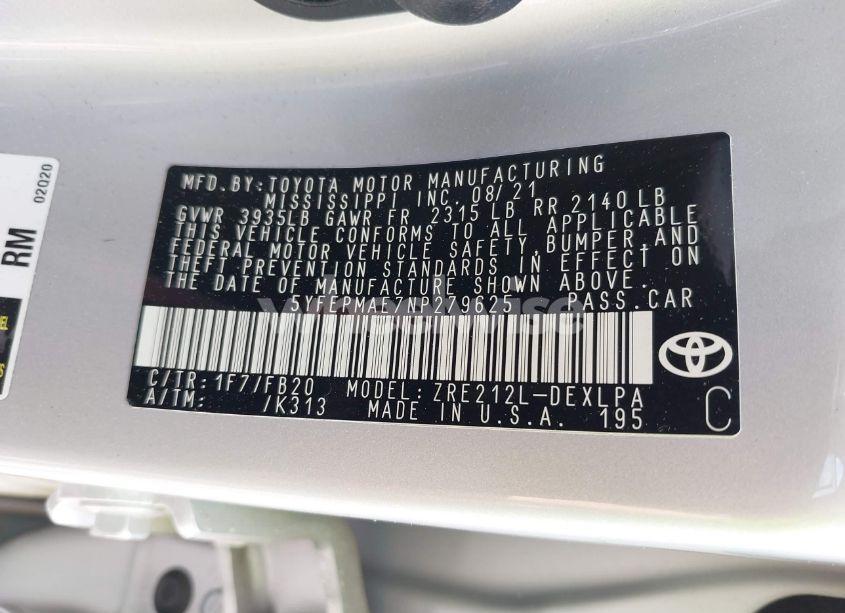 MFD. BY: TOYOTA MOTOR MANUFACTURING
MISSISSIPPI INC. 08/21
GVWR 3935LB GAWR FR 2315 LB RR 2140 LB
THIS VEHICLE CONFORMS TO ALL APPLICABLE
FEDERAL MOTOR VEHICLE SAFETY, BUMPER, AND
THEFT PREVENTION STANDARDS IN EFFECT ON
THE DATE OF MANUFACTURE SHOWN ABOVE.
5YFEPMAE7NP279625 PASS. CAR
C/TR: 1F7/FB20 MODEL: ZRE212L-DEXLPA
A/TM: /K313 MADE IN U.S.A. 195
C
RM
02020